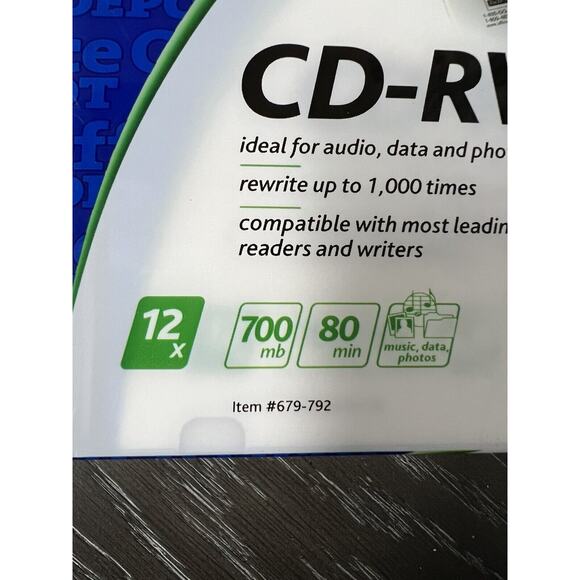 CD-RW
ideal for audio, data and pho
rewrite up to 1,000 times
compatible with most leadin
readers and writers
12
x
700
mb
80
min
music, data,
photos
Item #679-792